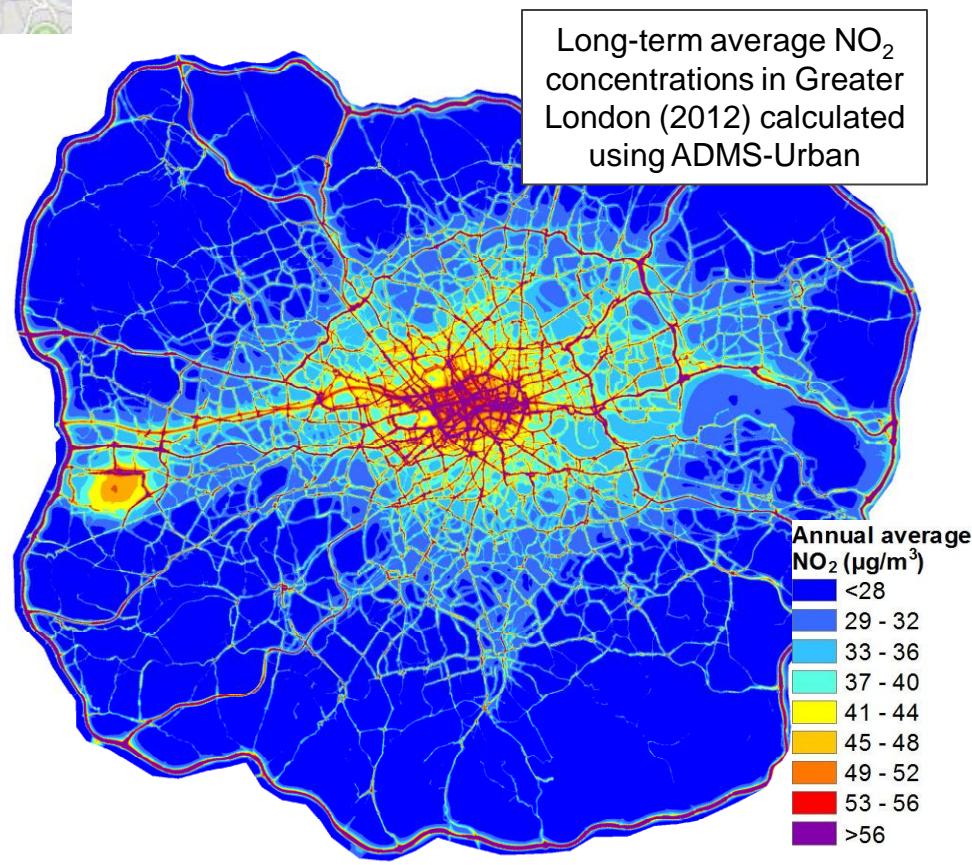 Long-term average NO₂
concentrations in Greater
London (2012) calculated
using ADMS-Urban
Annual average
NO₂ (µg/m³)
<28
29 - 32
33 - 36
37 - 40
41 - 44
45 - 48
49 - 52
53 - 56
>56